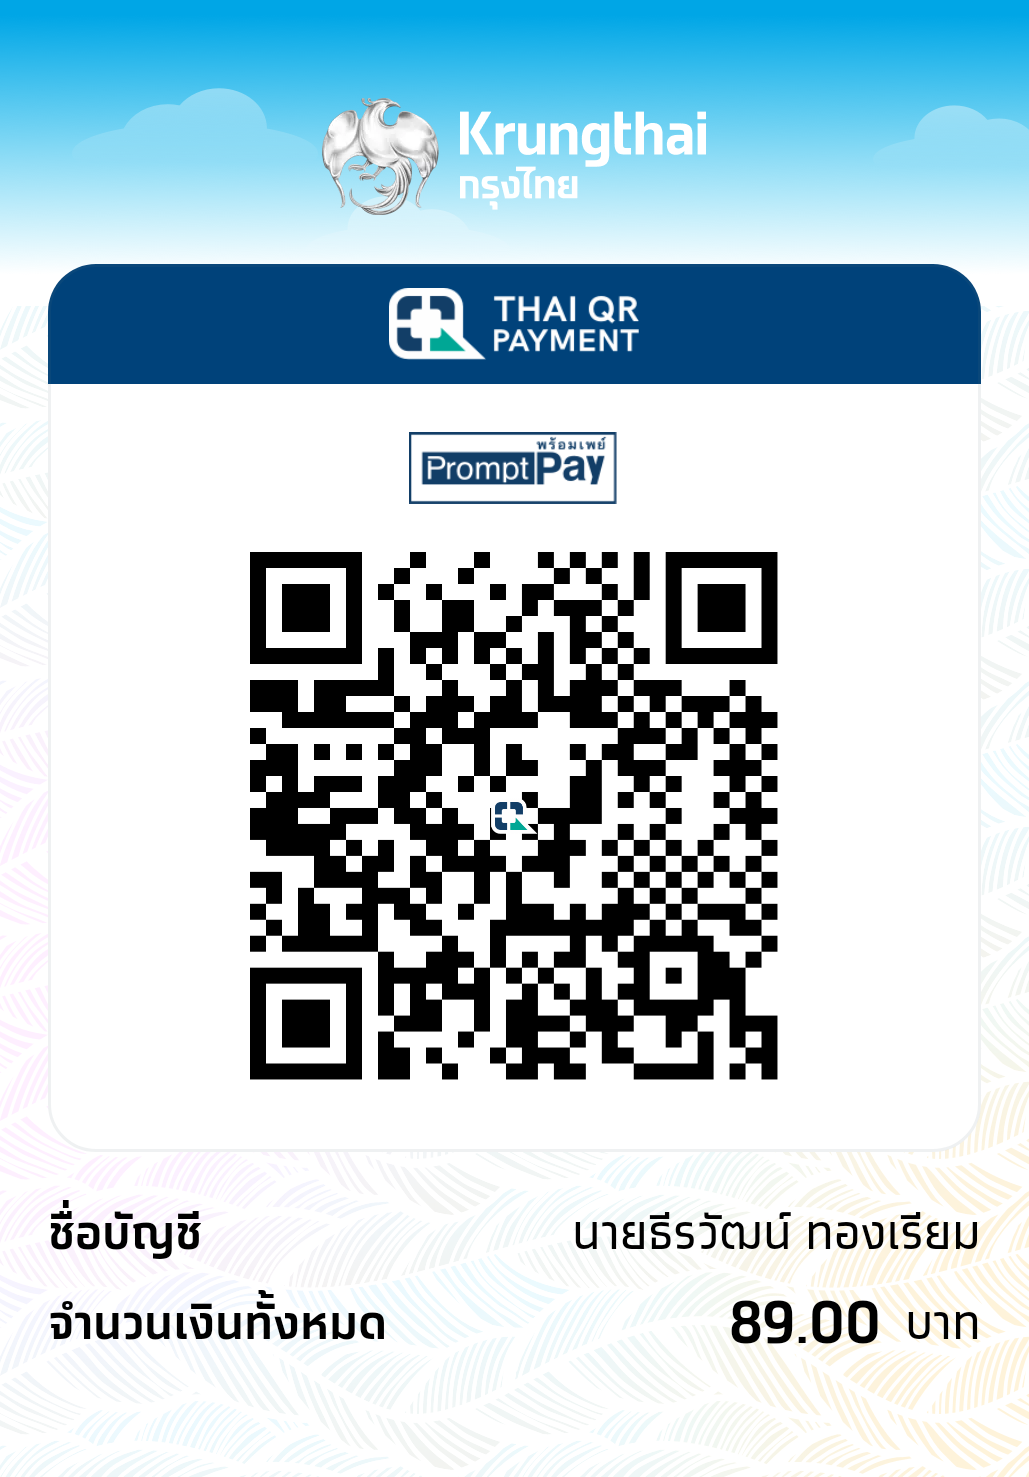 Krungthai
กรุงไทย
THAI QR
PAYMENT
พร้อมเพย์
PromptPay
ชื่อบัญชี นายธีรวัฒน์ ทองเรียม
จำนวนเงินทั้งหมด 89.00 บาท